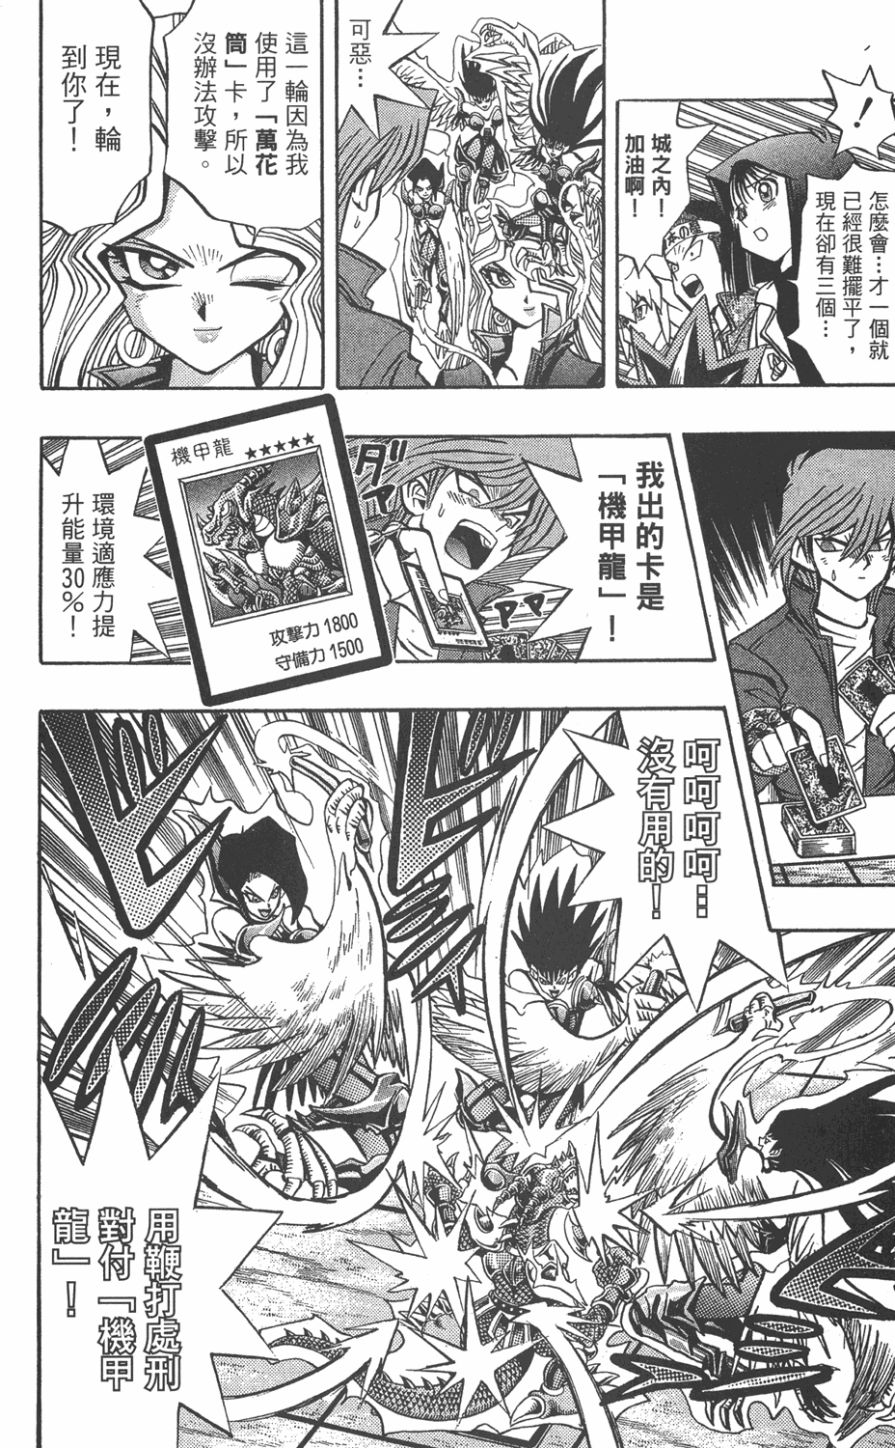 ！
怎麼會…才一個就
已經很難擺平了，
現在卻有三個…
城之內！
加油啊！
可惡…
這一輪因為我
使用了「萬花
筒」卡，所以
沒辦法攻擊。
現在，輪
到你了！
我出的卡是
「機甲龍」！
ダァ
機甲龍 ★★★★★
攻擊力 1800
守備力 1500
環境適應力提
升能量30％！
呵呵呵呵…
沒有用的！
用鞭打處刑
對付「機甲
龍」！